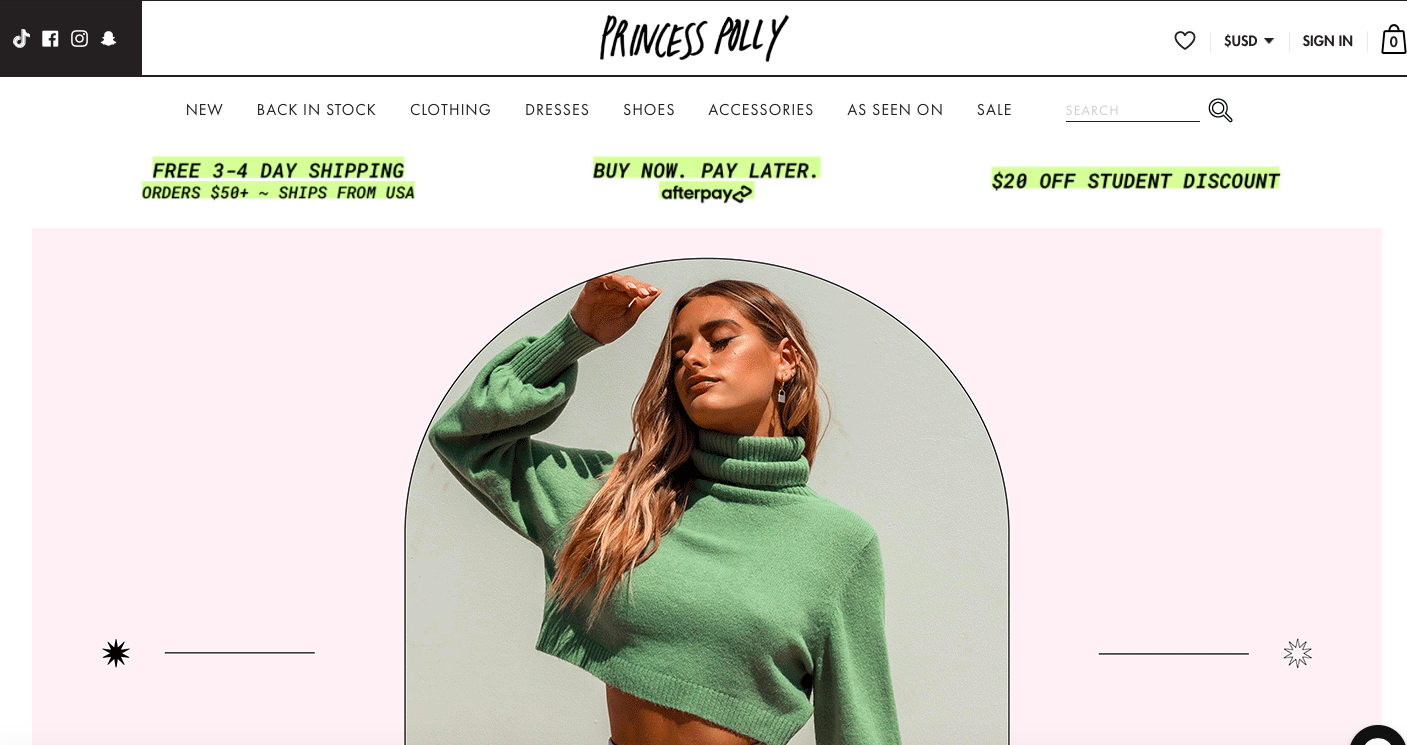 PRINCESS POLLY
$USD
SIGN IN
0
NEW
BACK IN STOCK
CLOTHING
DRESSES
SHOES
ACCESSORIES
AS SEEN ON
SALE
SEARCH
FREE 3-4 DAY SHIPPING
ORDERS $50+ ~ SHIPS FROM USA
BUY NOW. PAY LATER.
afterpay
$20 OFF STUDENT DISCOUNT